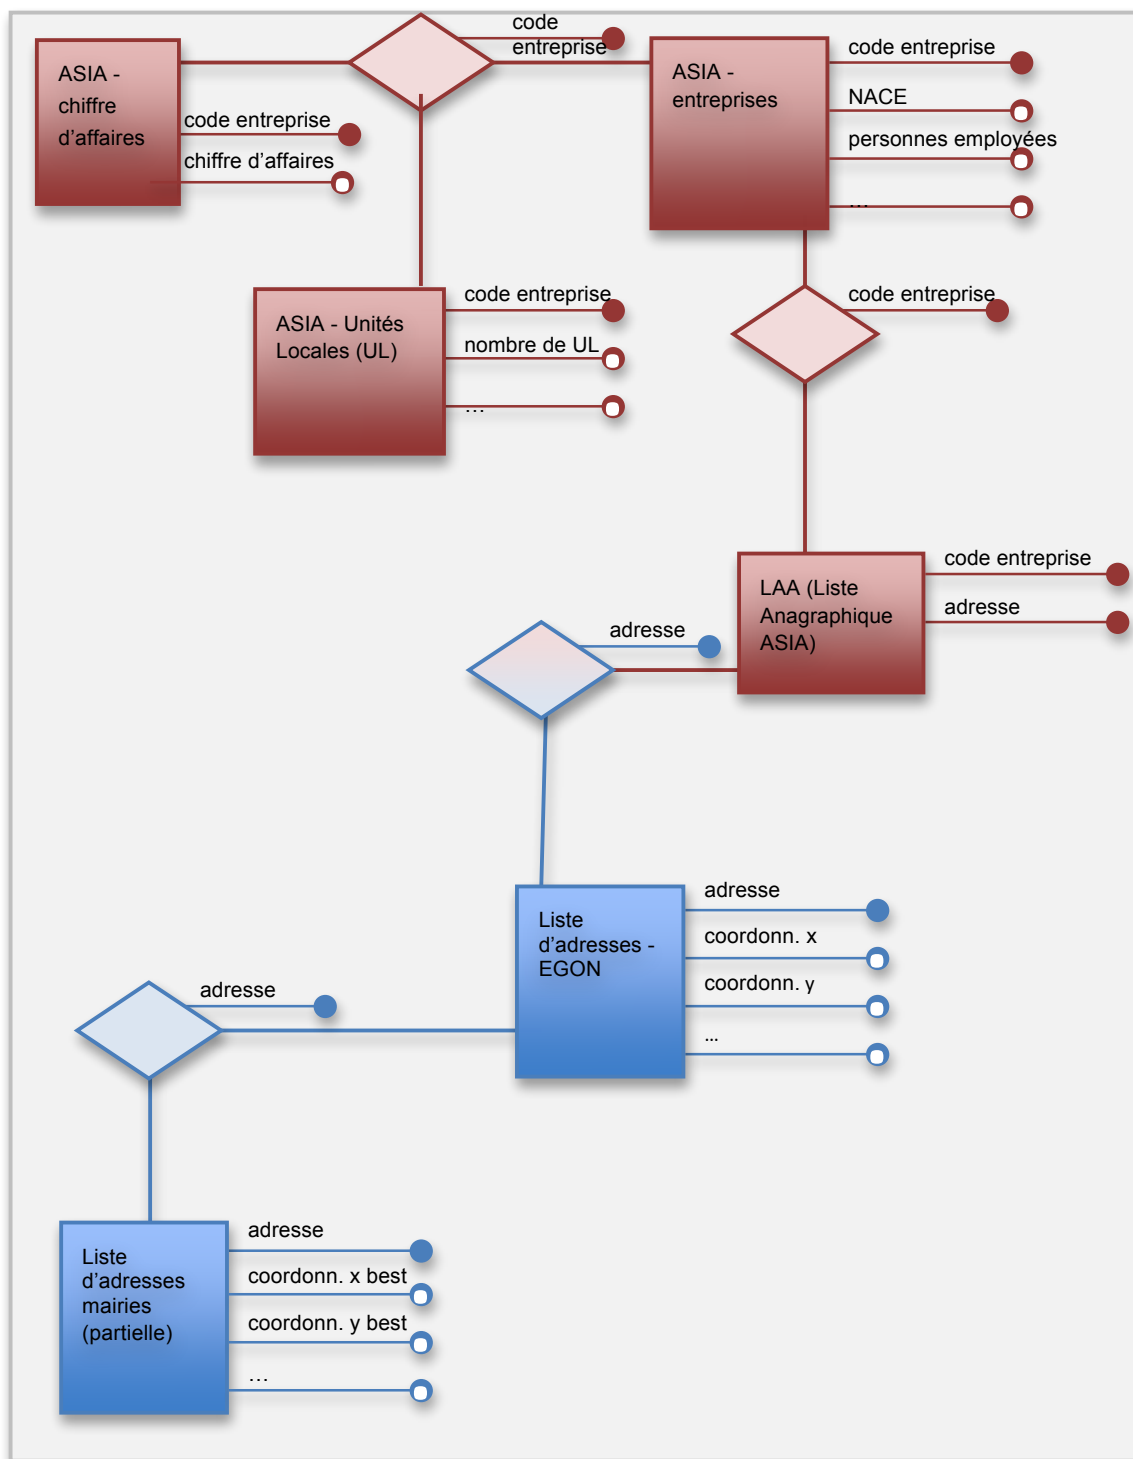 code
entreprise
ASIA -
chiffre
d’affaires
code entreprise
chiffre d’affaires
ASIA -
entreprises
code entreprise
NACE
personnes employées
…
ASIA - Unités
Locales (UL)
code entreprise
nombre de UL
…
code entreprise
LAA (Liste
Anagraphique
ASIA)
code entreprise
adresse
adresse
Liste
d’adresses -
EGON
adresse
coordonn. x
coordonn. y
...
adresse
Liste
d’adresses
mairies
(partielle)
adresse
coordonn. x best
coordonn. y best
…